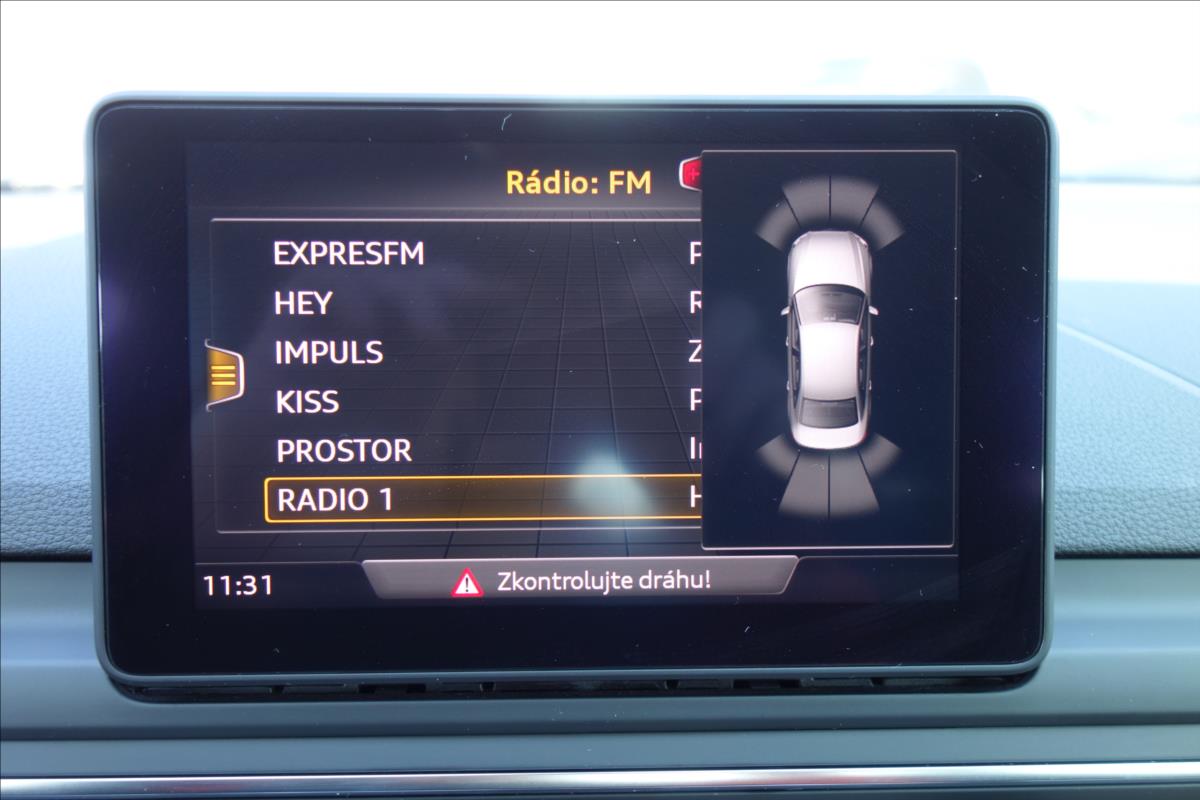 Rádio: FM
EXPRESFM
HEY
IMPULS
KISS
PROSTOR
RADIO 1
11:31
Zkontrolujte dráhu!